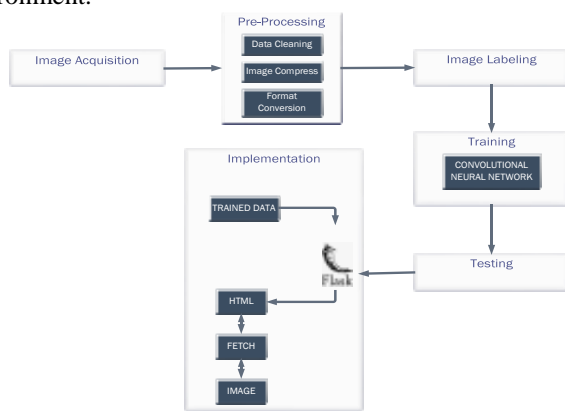 ronment.
Pre-Processing
Data Cleaning
Image Compress
Format
Conversion
Image Acquisition
Image Labeling
Training
CONVOLUTIONAL
NEURAL NETWORK
Testing
Implementation
TRAINED DATA
Flask
HTML
FETCH
IMAGE